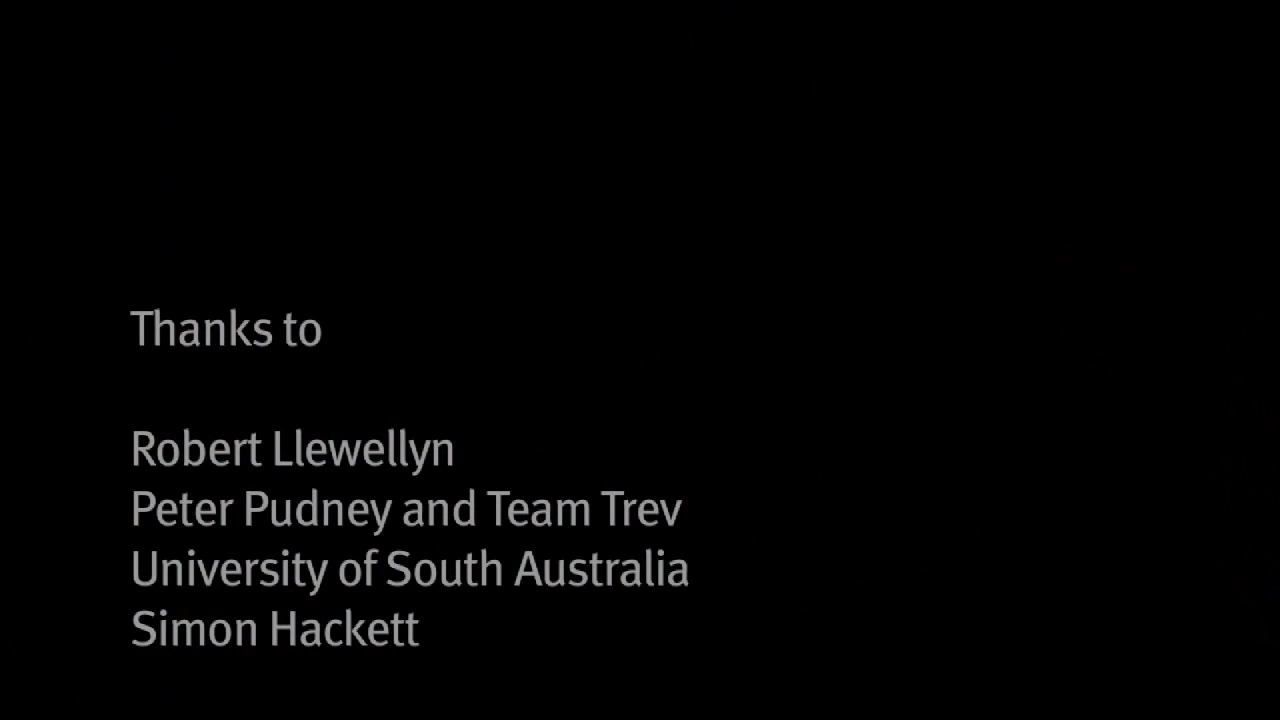 Thanks to
Robert Llewellyn
Peter Pudney and Team Trev
University of South Australia
Simon Hackett